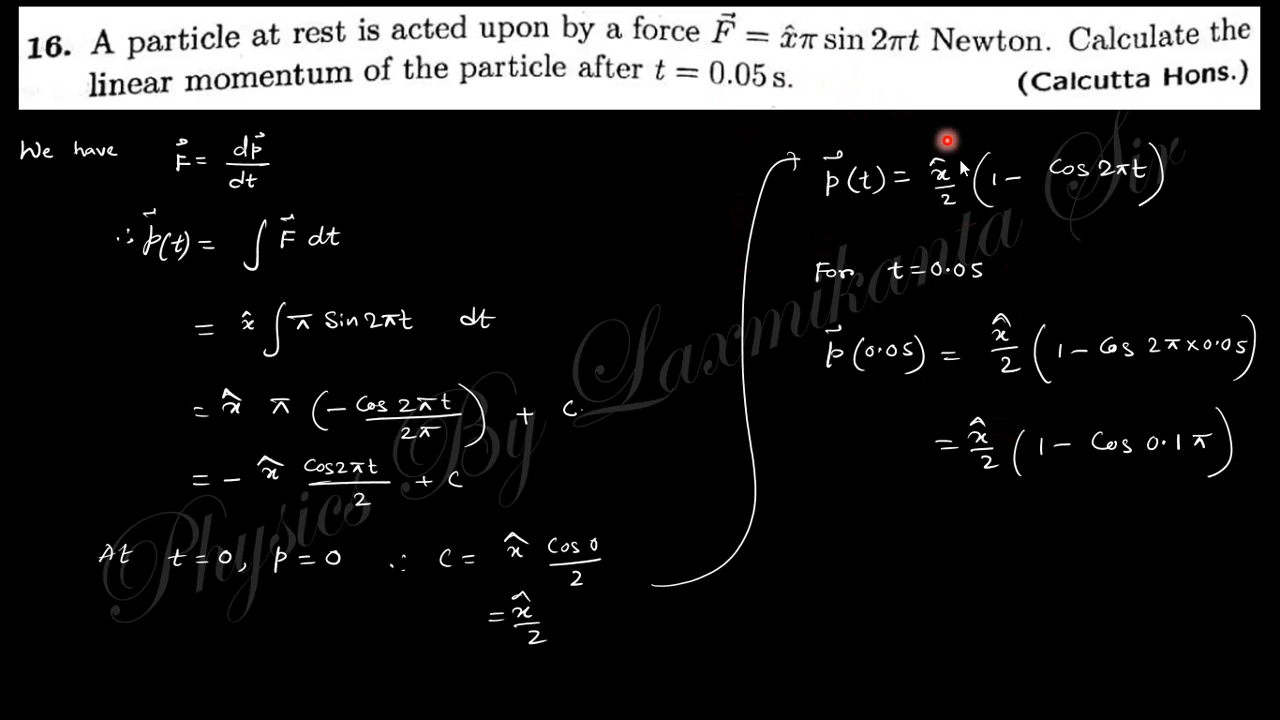 16. A particle at rest is acted upon by a force F⃗ = x̂π sin 2πt Newton. Calculate the
linear momentum of the particle after t = 0.05 s. (Calcutta Hons.)
We have F⃗ = dp⃗/dt
∴ p⃗(t) = ∫ F⃗ dt
= x̂ ∫ π Sin 2πt dt
= x̂ π (− Cos 2πt / 2π) + c
= − x̂ Cos2πt / 2 + c
At t = 0, p = 0 ∴ c = x̂ Cos 0 / 2
= x̂/2
p⃗(t) = x̂/2 (1 − Cos 2πt)
For t = 0.05
p⃗(0.05) = x̂/2 (1 − Cos 2π×0.05)
= x̂/2 (1 − Cos 0.1π)
Physics By Laxmikanta Sir